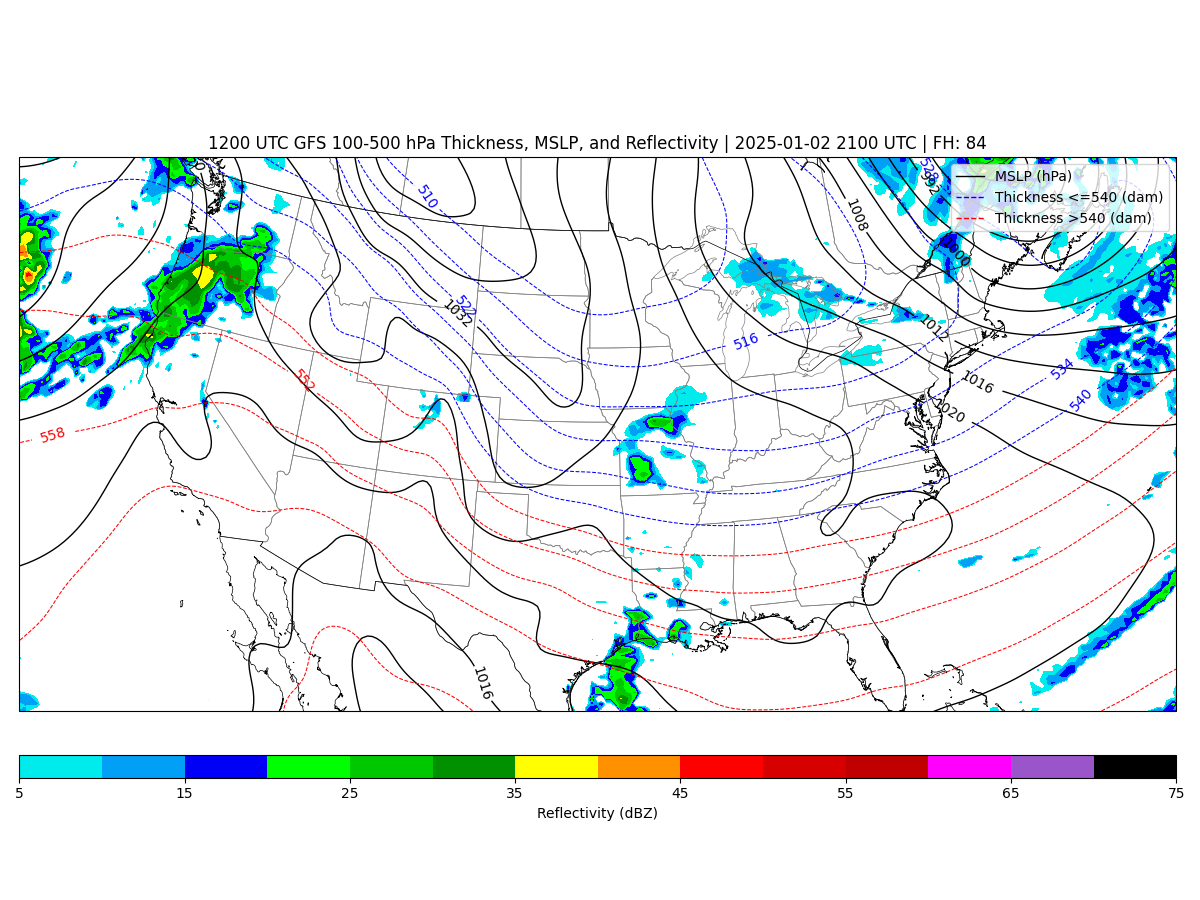 1200 UTC GFS 100-500 hPa Thickness, MSLP, and Reflectivity | 2025-01-02 2100 UTC | FH: 84
MSLP (hPa)
Thickness <=540 (dam)
Thickness >540 (dam)
528
992
510
1008
1000
522
1032
1012
516
534
552
1016
540
1020
558
1016
5 15 25 35 45 55 65 75
Reflectivity (dBZ)